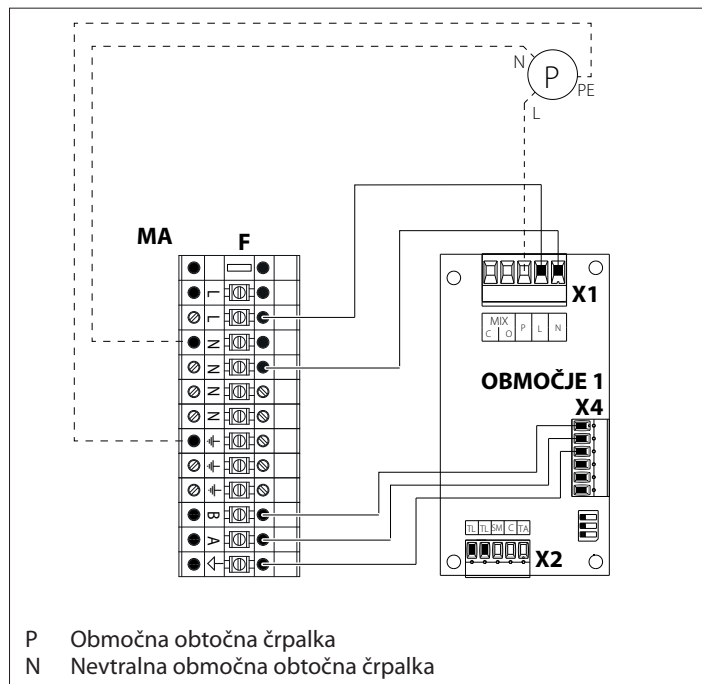 N
P
PE
L
MA
F
L
L
N
N
N
N
B
A
X1
MIX
C O P L N
OBMOČJE 1
X4
TL TL SM C TA
X2
P Območna obtočna črpalka
N Nevtralna območna obtočna črpalka